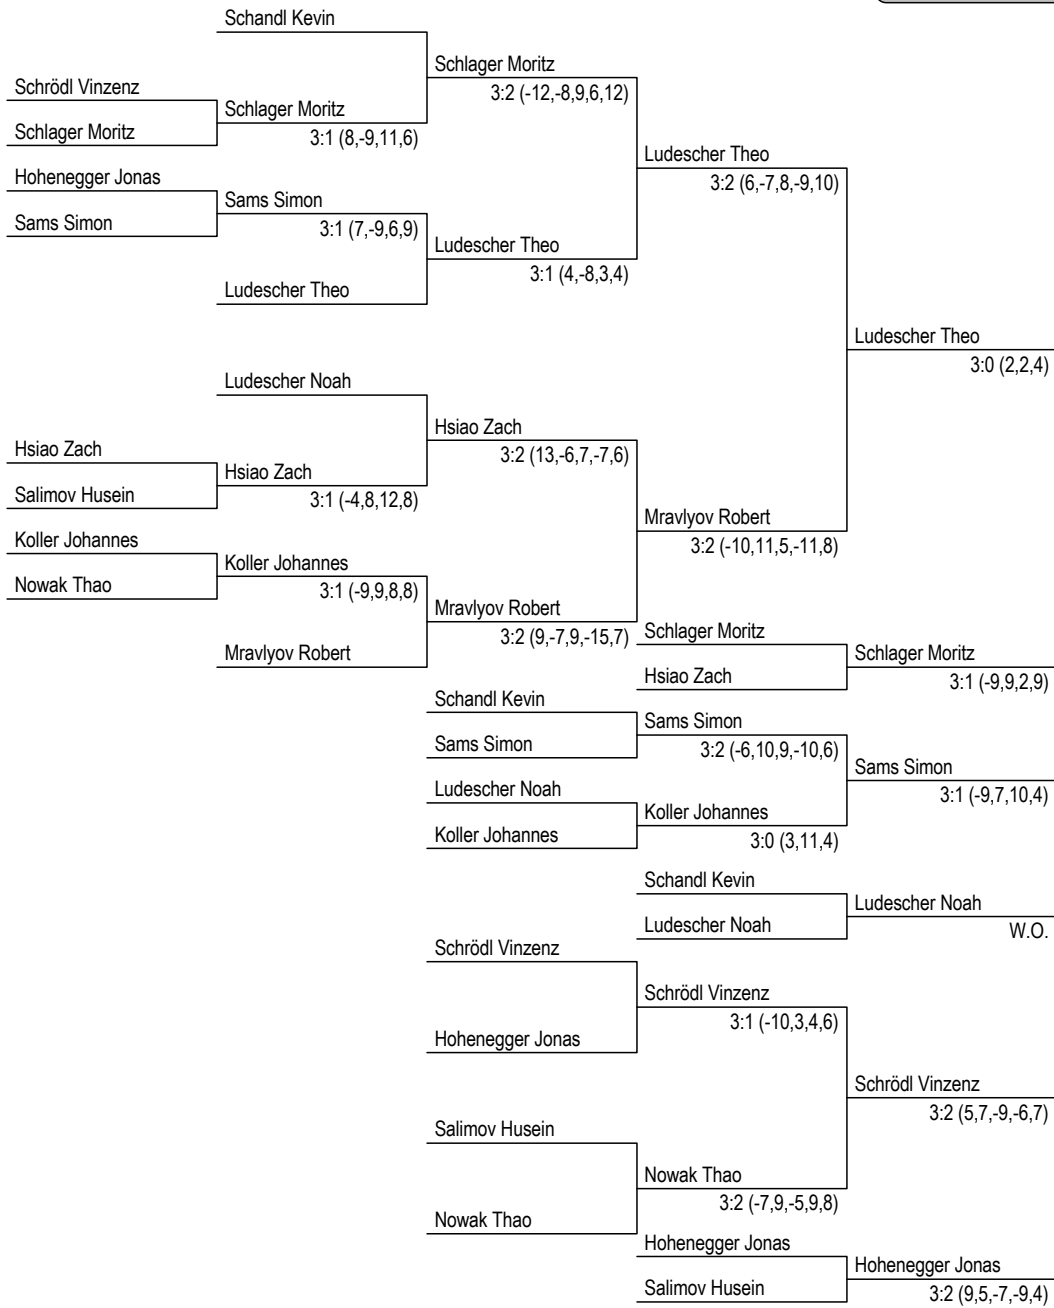 Schandl Kevin
Schlager Moritz
Schrödl Vinzenz
3:2 (-12,-8,9,6,12)
Schlager Moritz
Schlager Moritz
3:1 (8,-9,11,6)
Ludescher Theo
Hohenegger Jonas
3:2 (6,-7,8,-9,10)
Sams Simon
Sams Simon
3:1 (7,-9,6,9)
Ludescher Theo
3:1 (4,-8,3,4)
Ludescher Theo
Ludescher Theo
3:0 (2,2,4)
Ludescher Noah
Hsiao Zach
Hsiao Zach
3:2 (13,-6,7,-7,6)
Hsiao Zach
Salimov Husein
3:1 (-4,8,12,8)
Mravlyov Robert
Koller Johannes
3:2 (-10,11,5,-11,8)
Koller Johannes
Nowak Thao
3:1 (-9,9,8,8)
Mravlyov Robert
3:2 (9,-7,9,-15,7)
Schlager Moritz
Mravlyov Robert
Schlager Moritz
Hsiao Zach
3:1 (-9,9,2,9)
Schandl Kevin
Sams Simon
Sams Simon
3:2 (-6,10,9,-10,6)
Sams Simon
Ludescher Noah
3:1 (-9,7,10,4)
Koller Johannes
Koller Johannes
3:0 (3,11,4)
Schandl Kevin
Ludescher Noah
Ludescher Noah
W.O.
Schrödl Vinzenz
Schrödl Vinzenz
3:1 (-10,3,4,6)
Hohenegger Jonas
Schrödl Vinzenz
3:2 (5,7,-9,-6,7)
Salimov Husein
Nowak Thao
3:2 (-7,9,-5,9,8)
Nowak Thao
Hohenegger Jonas
Hohenegger Jonas
Salimov Husein
3:2 (9,5,-7,-9,4)